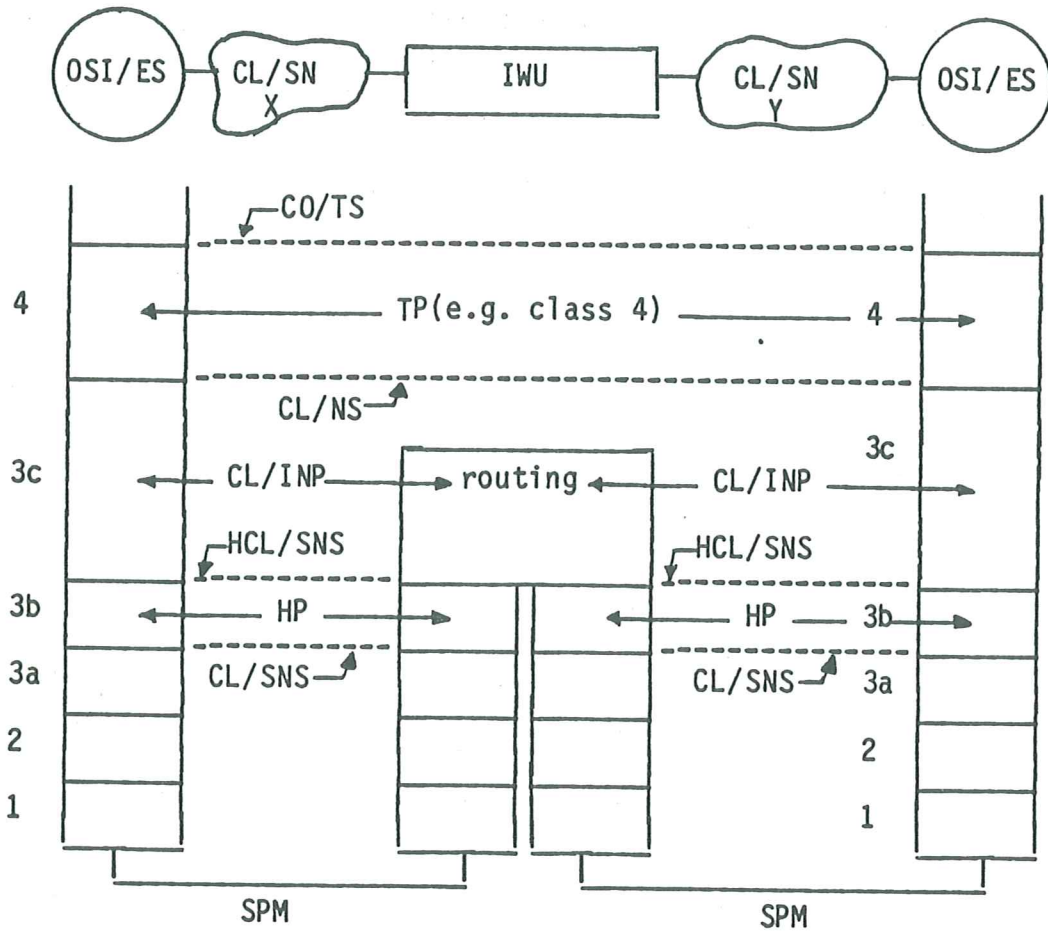 OSI/ES
CL/SN
X
IWU
CL/SN
Y
OSI/ES
CO/TS
4
TP(e.g. class 4)
4
CL/NS
3c
CL/INP
routing
CL/INP
3c
HCL/SNS
HCL/SNS
3b
HP
HP
3b
3a
CL/SNS
CL/SNS
3a
2
2
1
1
SPM
SPM